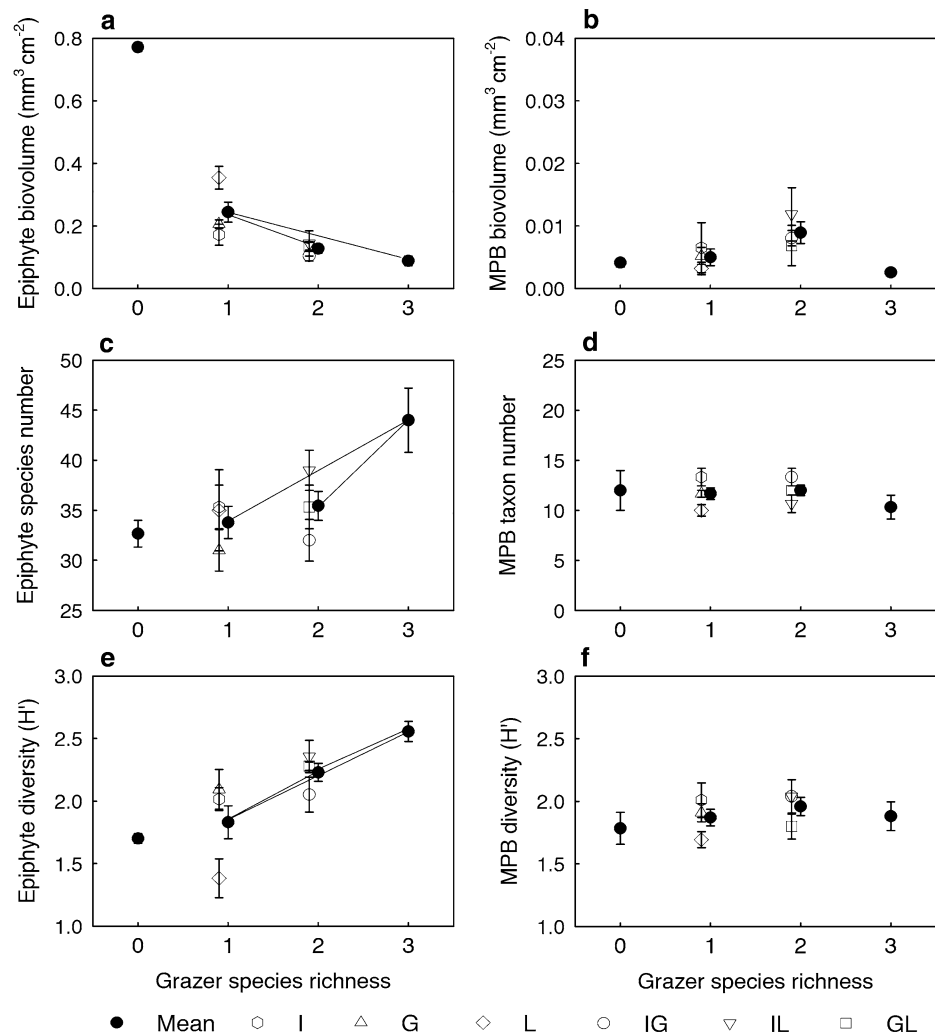 a
b
Epiphyte biovolume (mm³ cm⁻²)
0.8
0.6
0.4
0.2
0.0
0 1 2 3
MPB biovolume (mm³ cm⁻²)
0.04
0.03
0.02
0.01
0.00
0 1 2 3
c
d
Epiphyte species number
50
45
40
35
30
25
0 1 2 3
MPB taxon number
25
20
15
10
5
0
0 1 2 3
e
f
Epiphyte diversity (H')
3.0
2.5
2.0
1.5
1.0
0 1 2 3
Grazer species richness
MPB diversity (H')
3.0
2.5
2.0
1.5
1.0
0 1 2 3
Grazer species richness
Mean I G L IG IL GL